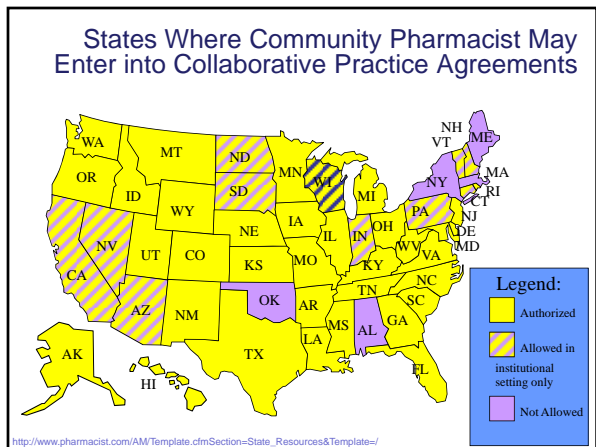 States Where Community Pharmacist May
Enter into Collaborative Practice Agreements
WA
OR
CA
NV
ID
MT
WY
UT
AZ
CO
NM
ND
SD
NE
KS
OK
TX
MN
IA
MO
AR
LA
WI
IL
MI
IN
OH
KY
TN
MS
AL
GA
FL
SC
NC
VA
WV
PA
NY
VT
NH
ME
MA
RI
CT
NJ
DE
MD
AK
HI
Legend:
Authorized
Allowed in
institutional
setting only
Not Allowed
http://www.pharmacist.com/AM/Template.cfmSection=State_Resources&Template=/